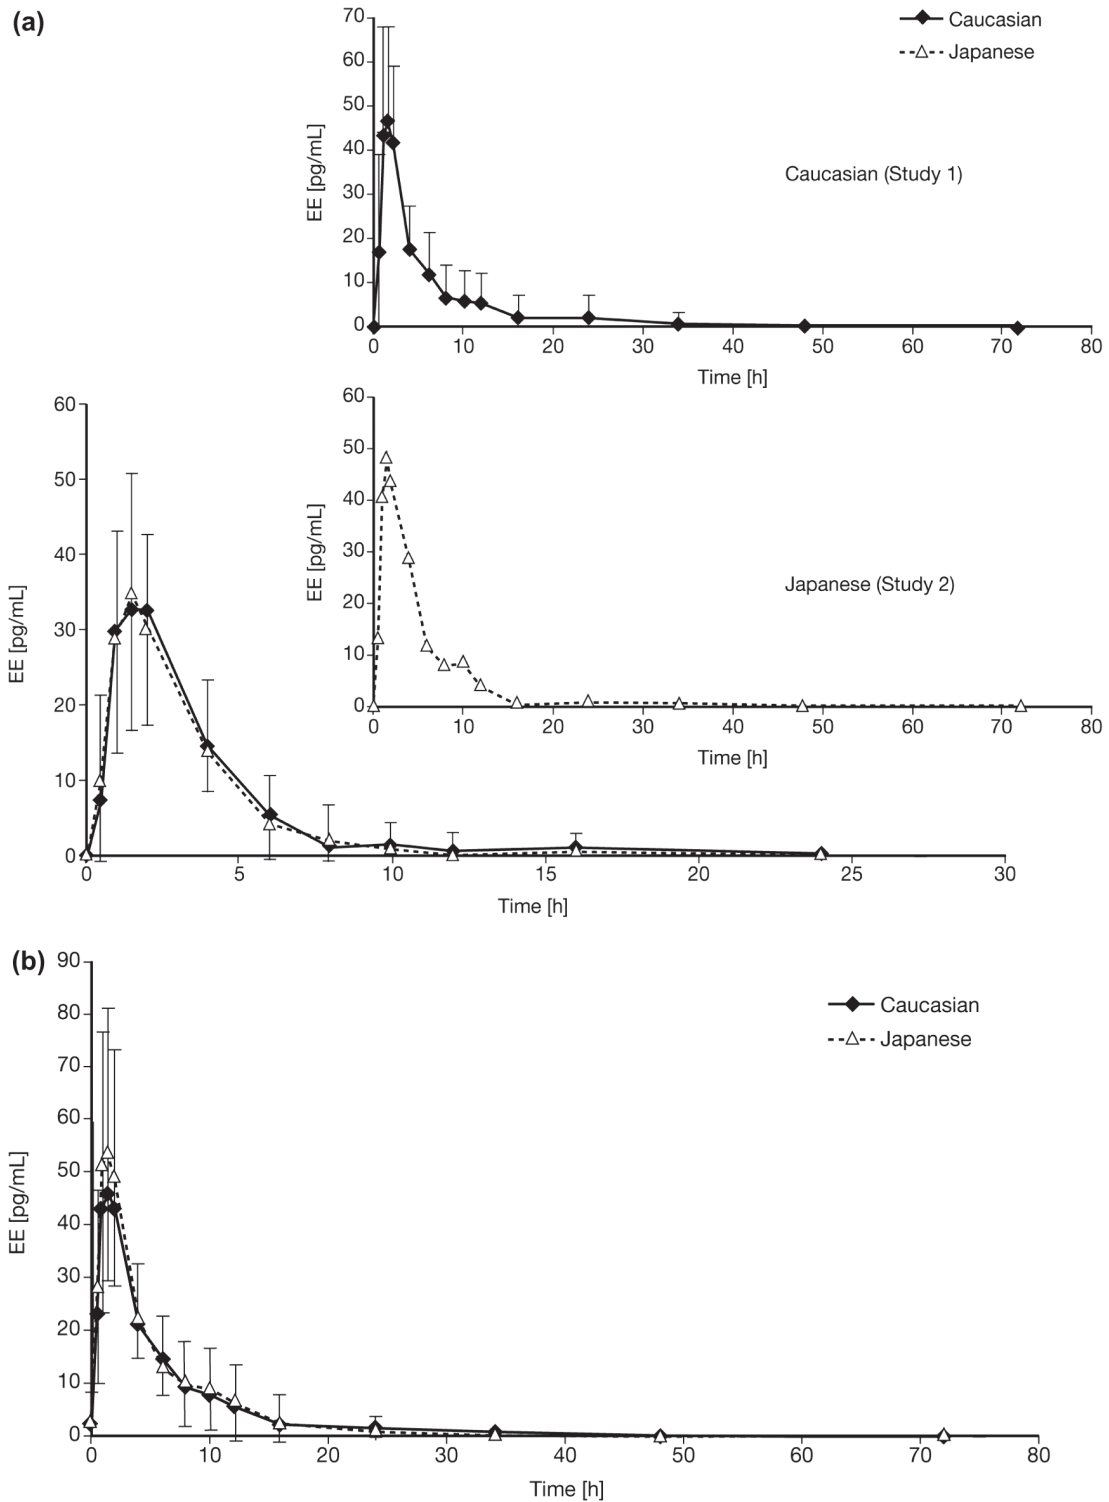 (a)
70
60
50
40
30
20
10
0
EE [pg/mL]
0 10 20 30 40 50 60 70 80
Time [h]
Caucasian
Japanese
Caucasian (Study 1)
60
50
40
30
20
10
0
EE [pg/mL]
0 10 20 30 40 50 60 70 80
Time [h]
Japanese (Study 2)
60
50
40
30
20
10
0
EE [pg/mL]
0 5 10 15 20 25 30
Time [h]
(b)
90
80
70
60
50
40
30
20
10
0
EE [pg/mL]
0 10 20 30 40 50 60 70 80
Time [h]
Caucasian
Japanese